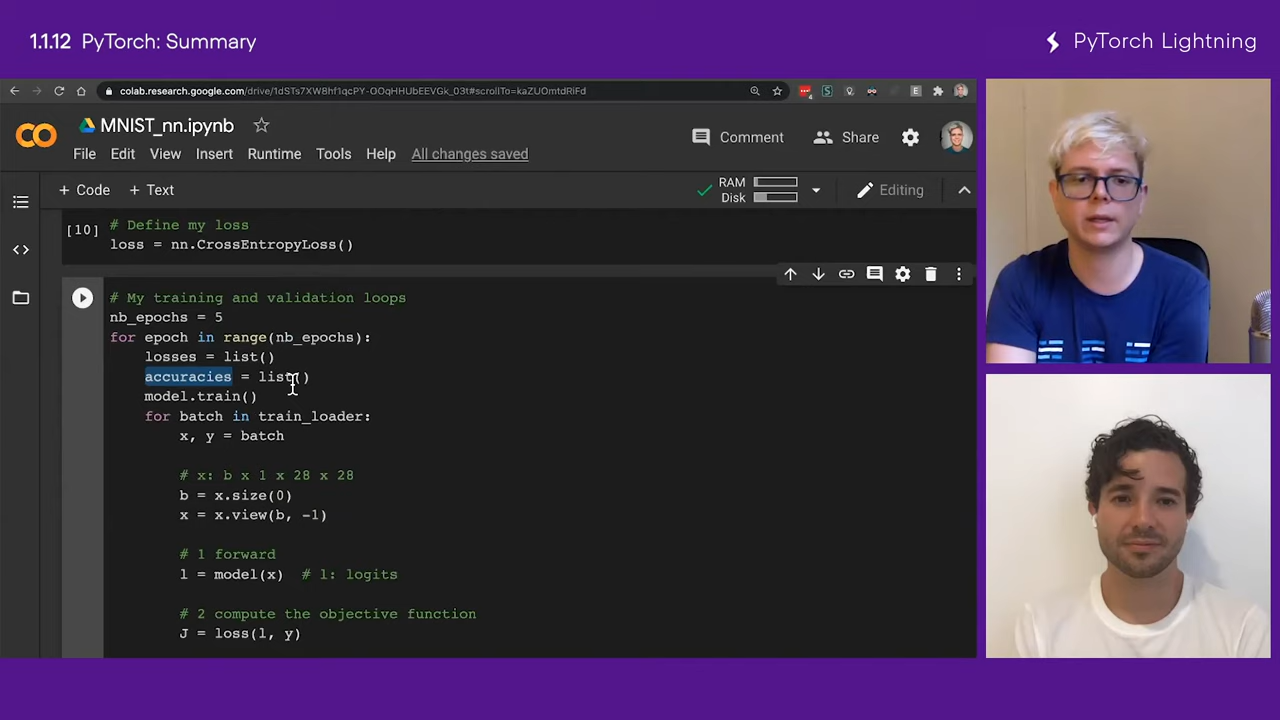 1.1.12 PyTorch: Summary
PyTorch Lightning
colab.research.google.com/drive/1dSTs7XW8hf1qcPY-OOqHHUbEEVGk_03t#scrollTo=kaZUOmtdRiFd
MNIST_nn.ipynb
Comment
Share
File Edit View Insert Runtime Tools Help All changes saved
+ Code + Text
RAM
Disk
Editing
[10]
# Define my loss
loss = nn.CrossEntropyLoss()
# My training and validation loops
nb_epochs = 5
for epoch in range(nb_epochs):
losses = list()
accuracies = list()
model.train()
for batch in train_loader:
x, y = batch
# x: b x 1 x 28 x 28
b = x.size(0)
x = x.view(b, -1)
# 1 forward
l = model(x) # l: logits
# 2 compute the objective function
J = loss(l, y)